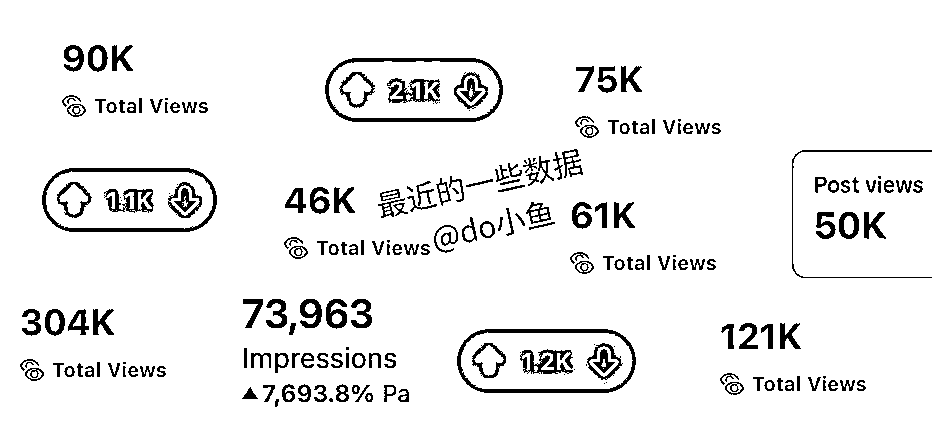 90K
Total Views
2.1K
75K
Total Views
1.1K
46K
Total Views
最近的一些数据
@do小鱼
61K
Total Views
Post views
50K
304K
Total Views
73,963
Impressions
▲7,693.8% Pa
1.2K
121K
Total Views